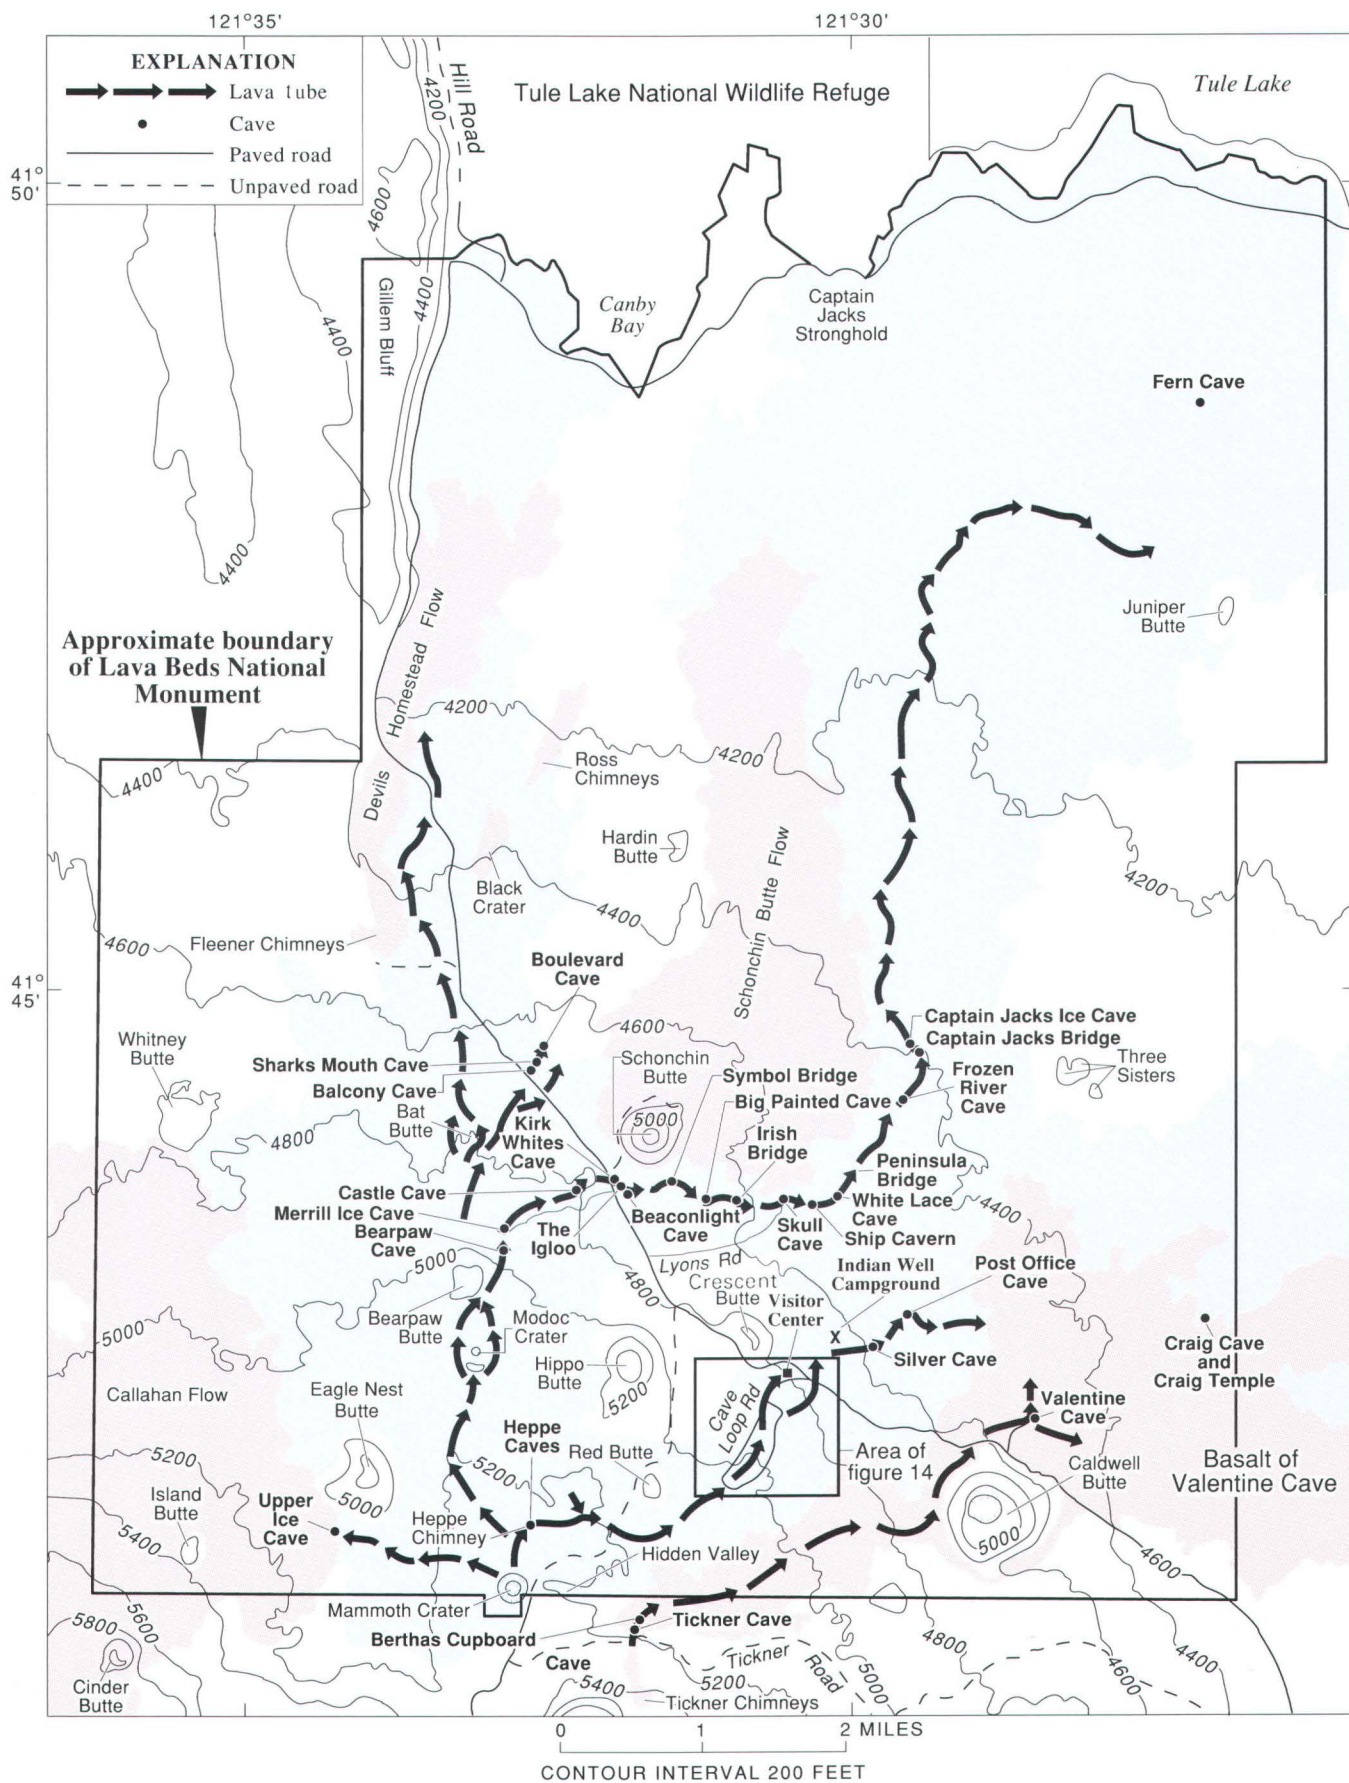 121°35'
121°30'
EXPLANATION
Lava tube
Cave
Paved road
Unpaved road
4200
Hill Road
Tule Lake National Wildlife Refuge
Tule Lake
41°
50'
4600
4400
4400
Gillem Bluff
Canby
Bay
Captain
Jacks
Stronghold
Fern Cave
4400
Juniper
Butte
Approximate boundary
of Lava Beds National
Monument
Devils Homestead Flow
4200
4200
Ross
Chimneys
4400
Hardin
Butte
Schonchin Butte Flow
Black
Crater
4400
4200
4600
Fleener Chimneys
Boulevard
Cave
41°
45'
Captain Jacks Ice Cave
Captain Jacks Bridge
4600
Whitney
Butte
Sharks Mouth Cave
Schonchin
Butte
Three
Sisters
Symbol Bridge
Frozen
River
Cave
Balcony Cave
Big Painted Cave
Bat
Butte
5000
Kirk
Whites
Cave
Irish
Bridge
4800
Peninsula
Bridge
Castle Cave
White Lace
Cave
4400
Merrill Ice Cave
The
Igloo
Beaconlight
Cave
Skull
Cave
Ship Cavern
Bearpaw
Cave
5000
Lyons Rd
Indian Well
Campground
Post Office
Cave
4800
Crescent
Butte
Visitor
Center
Bearpaw
Butte
Modoc
Crater
X
5000
Hippo
Butte
Silver Cave
Craig Cave
and
Craig Temple
Callahan Flow
Eagle Nest
Butte
5200
Cave
Loop Rd
Valentine
Cave
Heppe
Caves
Red Butte
Area of
figure 14
Caldwell
Butte
Basalt of
Valentine Cave
5200
5200
Island
Butte
Upper
Ice
Cave
5000
Heppe
Chimney
5000
5400
Hidden Valley
4600
Mammoth Crater
5800
5600
Tickner Cave
Berthas Cupboard
4800
4400
Cave
Tickner Road
5000
4600
Cinder
Butte
5400
5200
Tickner Chimneys
0 1 2 MILES
CONTOUR INTERVAL 200 FEET